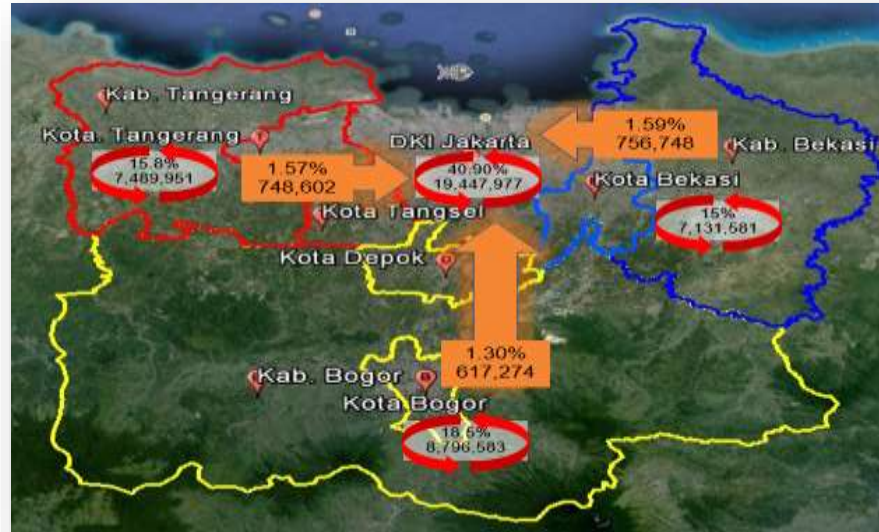 Kab. Tangerang
Kota. Tangerang
15.8%
7,489,951
1.57%
748,602
Kota Tangsel
DKI Jakarta
40.90%
19,447,977
1.59%
756,748
Kab. Bekasi
Kota Bekasi
15%
7,131,581
Kota Depok
1.30%
617,274
Kab. Bogor
Kota Bogor
18.5%
8,796,583